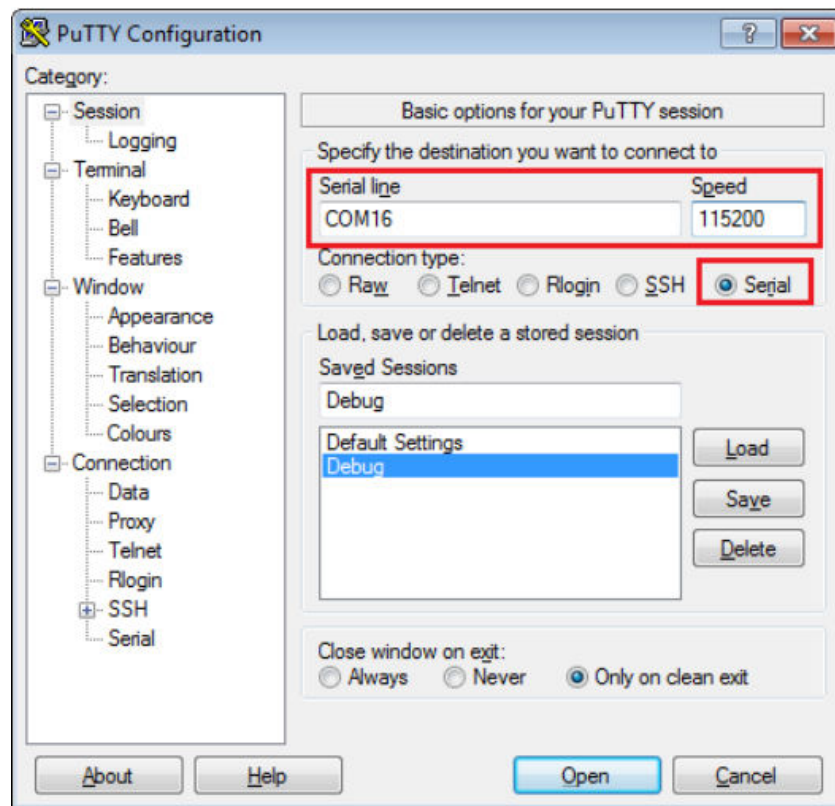 PuTTY Configuration
Category:
Session
Logging
Terminal
Keyboard
Bell
Features
Window
Appearance
Behaviour
Translation
Selection
Colours
Connection
Data
Proxy
Telnet
Rlogin
SSH
Serial
Basic options for your PuTTY session
Specify the destination you want to connect to
Serial line Speed
COM16 115200
Connection type:
Raw Telnet Rlogin SSH Serial
Load, save or delete a stored session
Saved Sessions
Debug
Default Settings
Debug
Load
Save
Delete
Close window on exit:
Always Never Only on clean exit
About Help Open Cancel